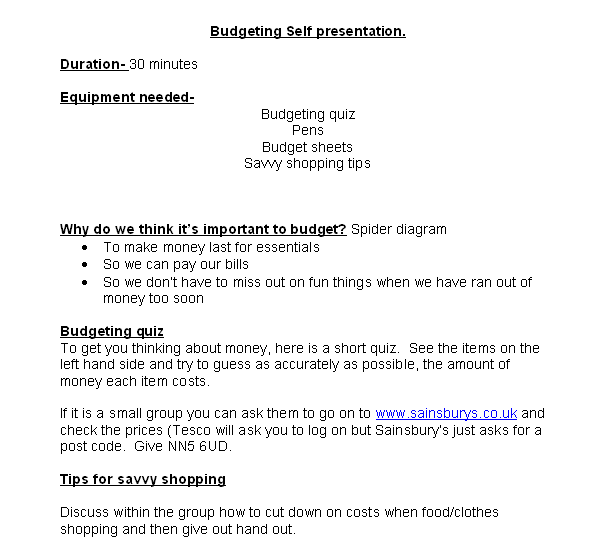 Budgeting Self presentation.
Duration- 30 minutes
Equipment needed-
Budgeting quiz
Pens
Budget sheets
Savvy shopping tips
Why do we think it's important to budget? Spider diagram
• To make money last for essentials
• So we can pay our bills
• So we don't have to miss out on fun things when we have ran out of
money too soon
Budgeting quiz
To get you thinking about money, here is a short quiz. See the items on the
left hand side and try to guess as accurately as possible, the amount of
money each item costs.
If it is a small group you can ask them to go on to www.sainsburys.co.uk and
check the prices (Tesco will ask you to log on but Sainsbury's just asks for a
post code. Give NN5 6UD.
Tips for savvy shopping
Discuss within the group how to cut down on costs when food/clothes
shopping and then give out hand out.